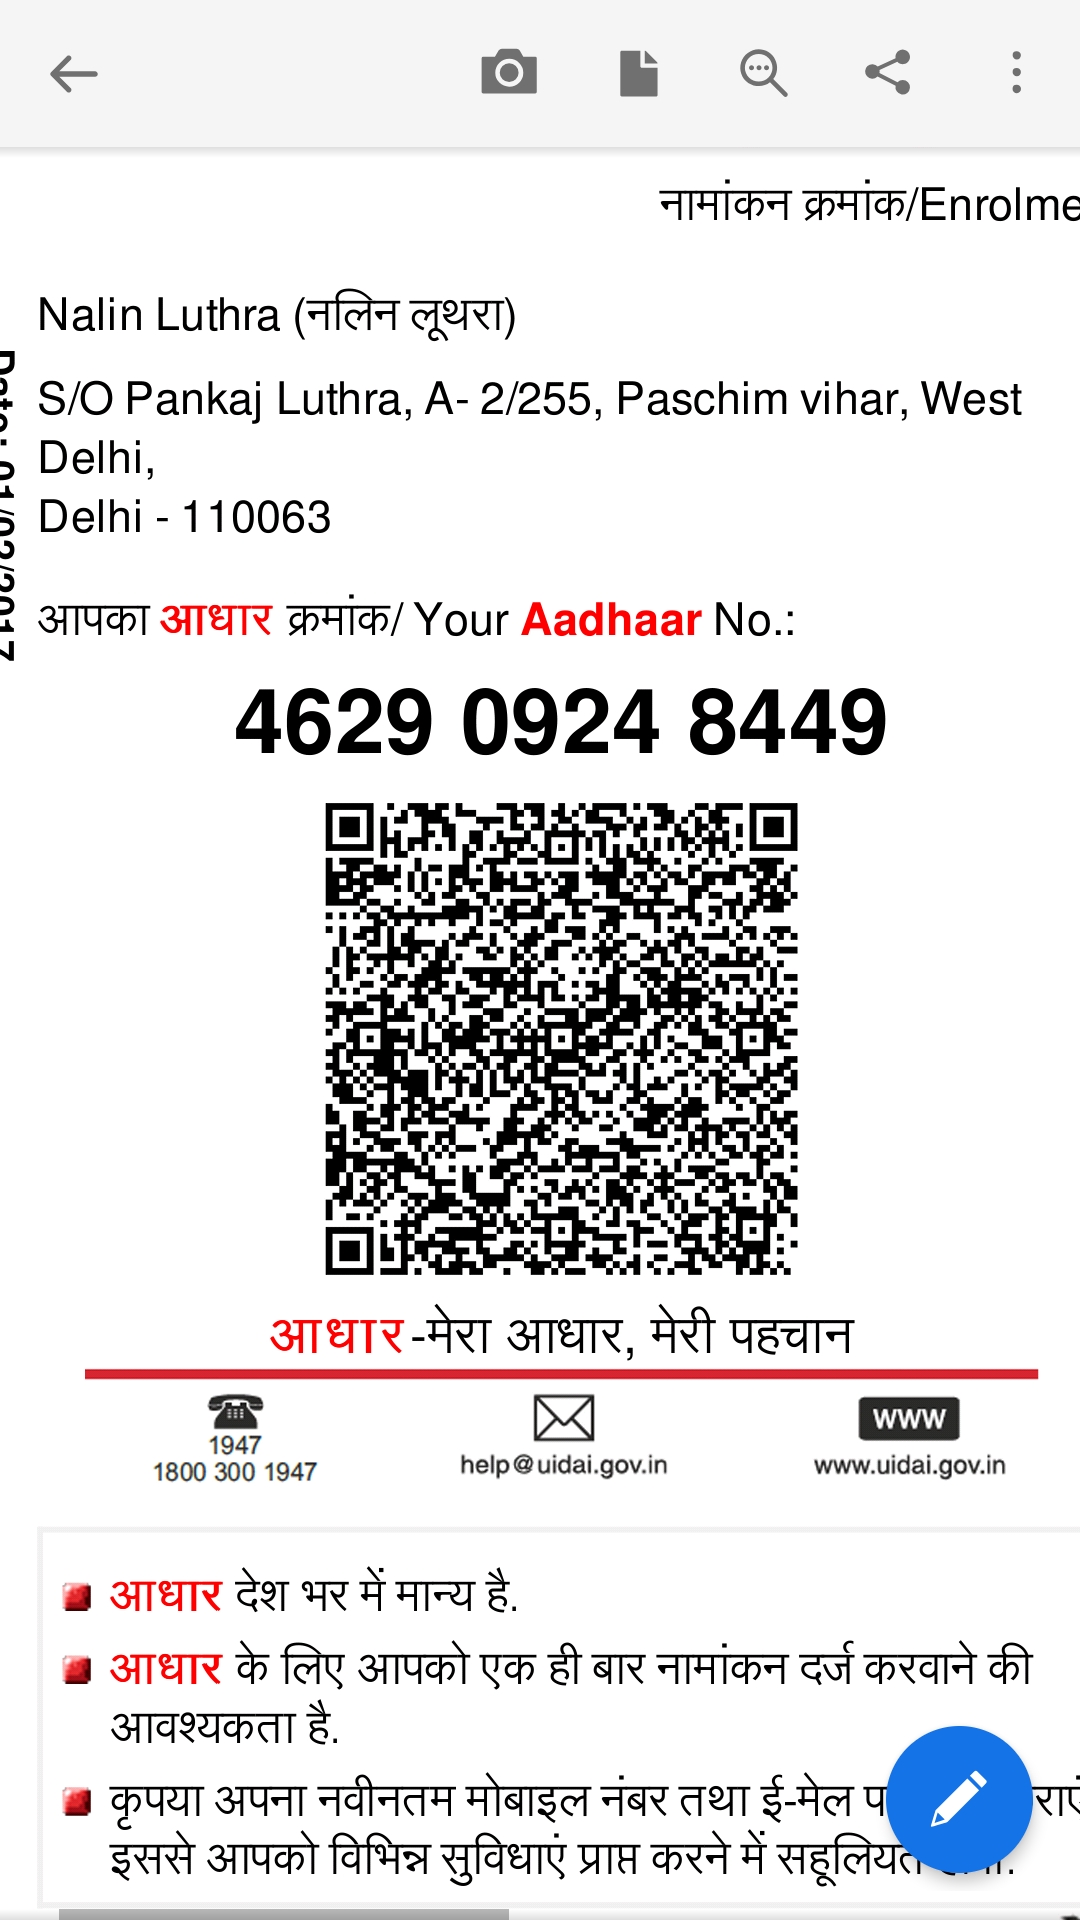 नामांकन क्रमांक/Enrolme
Nalin Luthra (नलिन लूथरा)
S/O Pankaj Luthra, A- 2/255, Paschim vihar, West
Delhi,
Delhi - 110063
Date: 01/02/2017
आपका आधार क्रमांक/ Your Aadhaar No.:
4629 0924 8449
आधार-मेरा आधार, मेरी पहचान
1947
1800 300 1947
help@uidai.gov.in
WWW
www.uidai.gov.in
आधार देश भर में मान्य है.
आधार के लिए आपको एक ही बार नामांकन दर्ज करवाने की
आवश्यकता है.
कृपया अपना नवीनतम मोबाइल नंबर तथा ई-मेल
इससे आपको विभिन्न सुविधाएं प्राप्त करने में सहूलियत